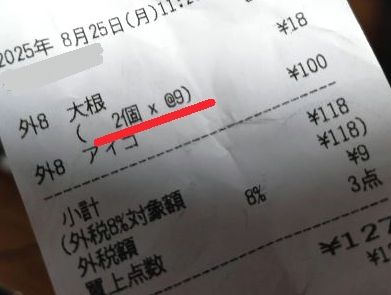 2025年 8月25日(月)11:2
¥18
外8 大根
( 2個 × @9)
¥100
外8 アイコ
¥118
小計
¥118)
(外税8%対象額
¥9
外税額 8%
3点
買上点数
¥127